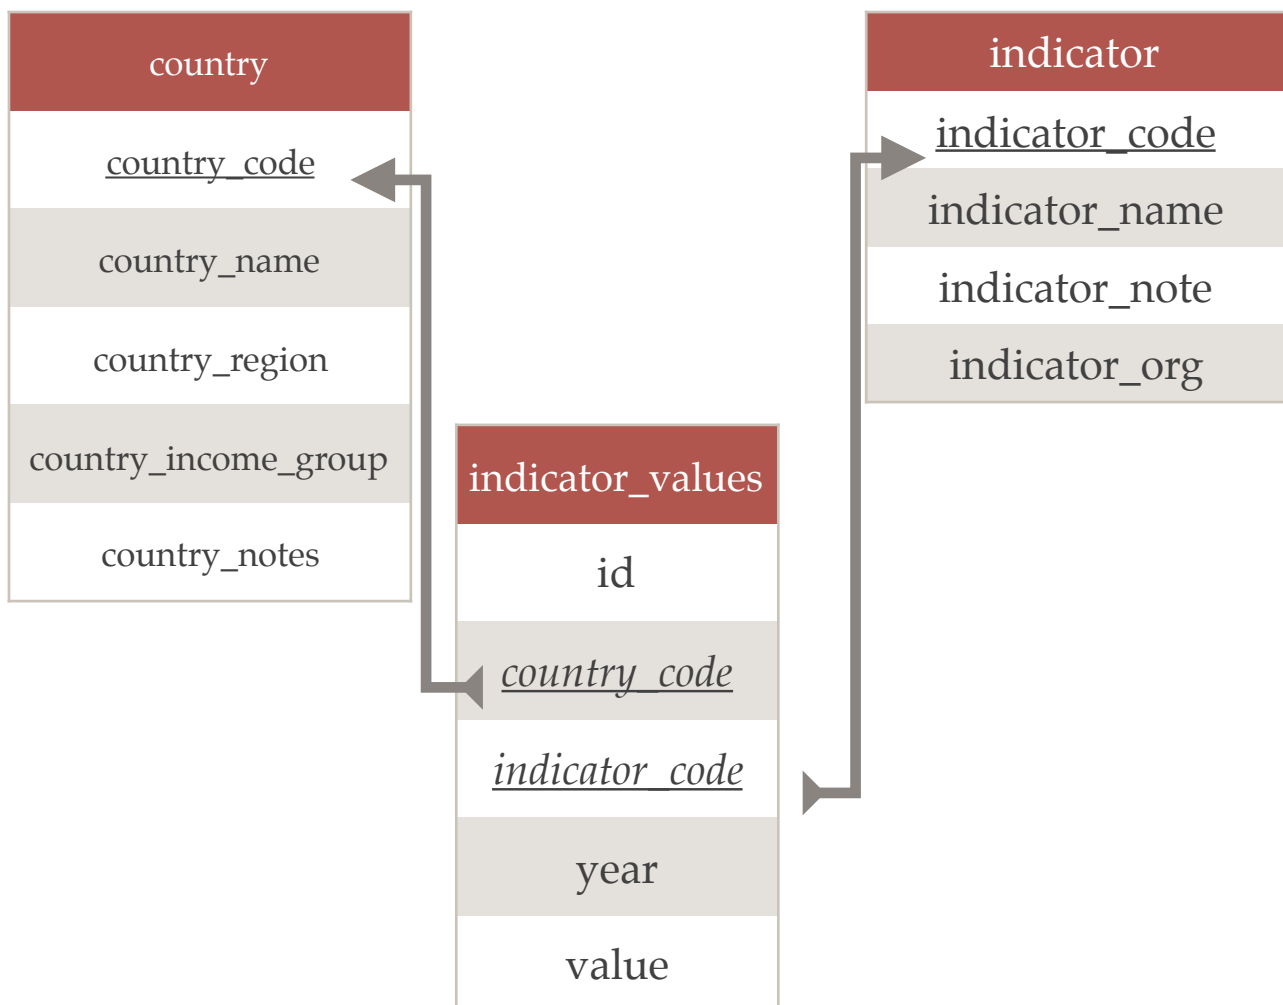 country
country_code
country_name
country_region
country_income_group
country_notes
indicator
indicator_code
indicator_name
indicator_note
indicator_org
indicator_values
id
country_code
indicator_code
year
value